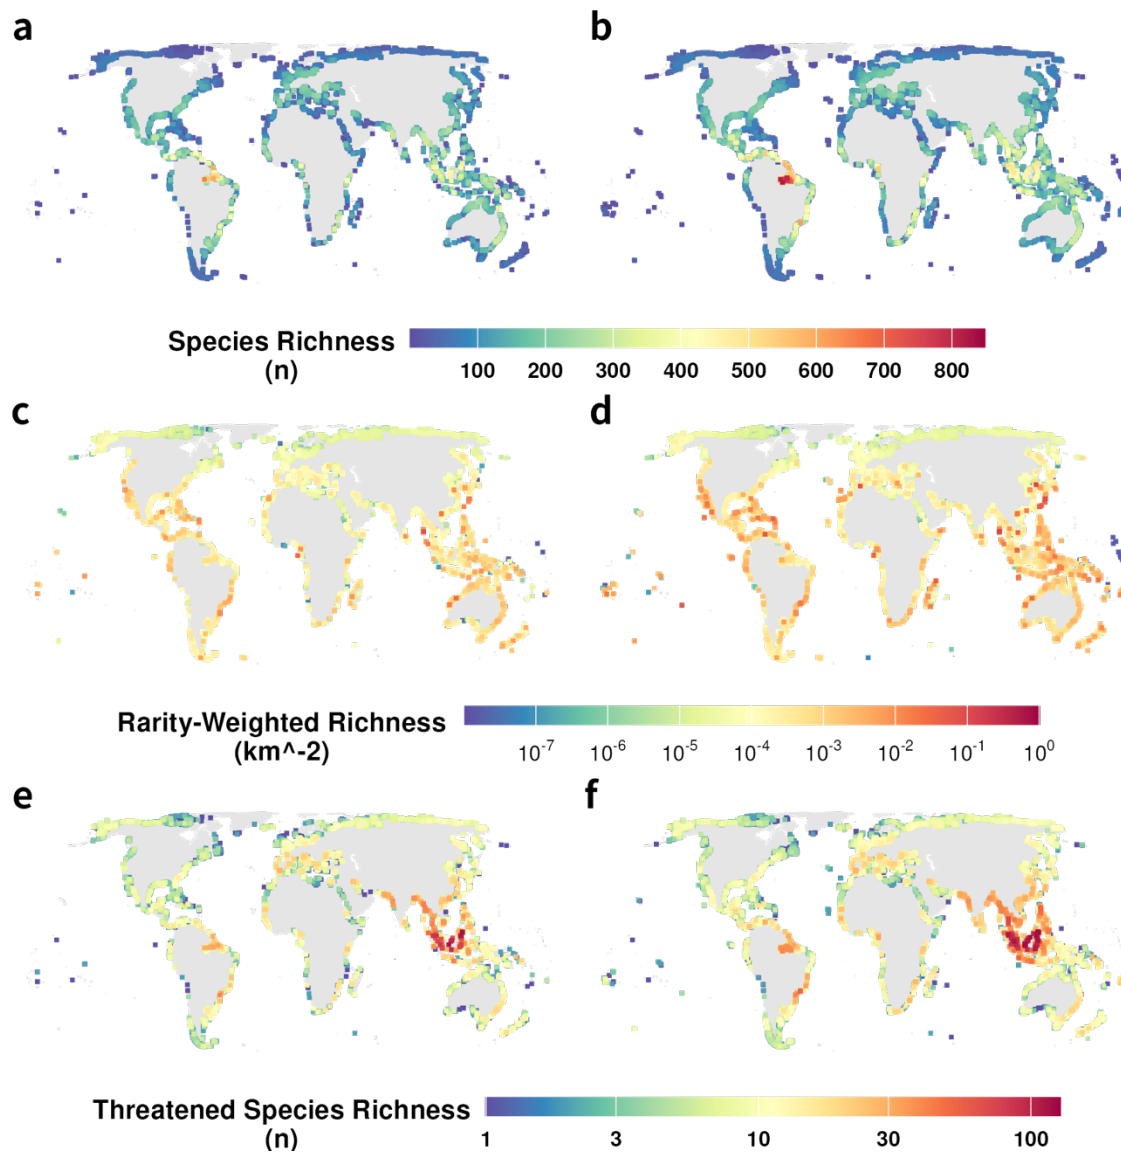 a b
Species Richness
(n)
100 200 300 400 500 600 700 800
c d
Rarity-Weighted Richness
(km^-2)
10-7 10-6 10-5 10-4 10-3 10-2 10-1 100
e f
Threatened Species Richness
(n)
1 3 10 30 100